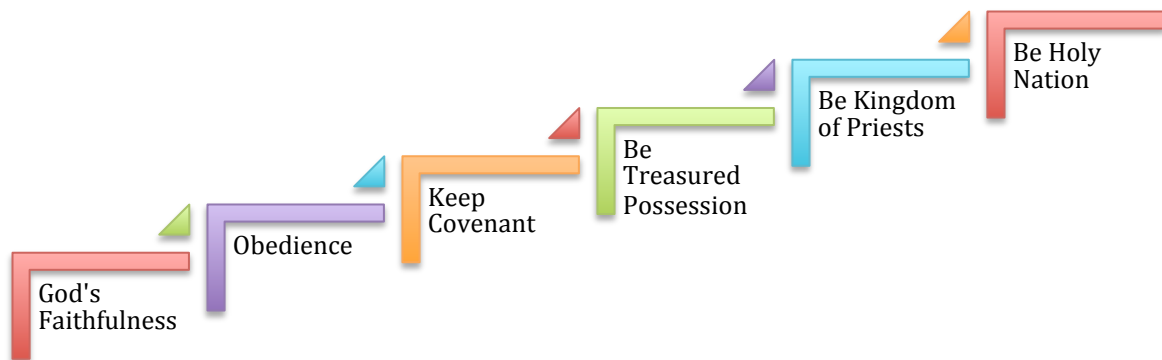 God's
Faithfulness
Obedience
Keep
Covenant
Be
Treasured
Possession
Be Kingdom
of Priests
Be Holy
Nation